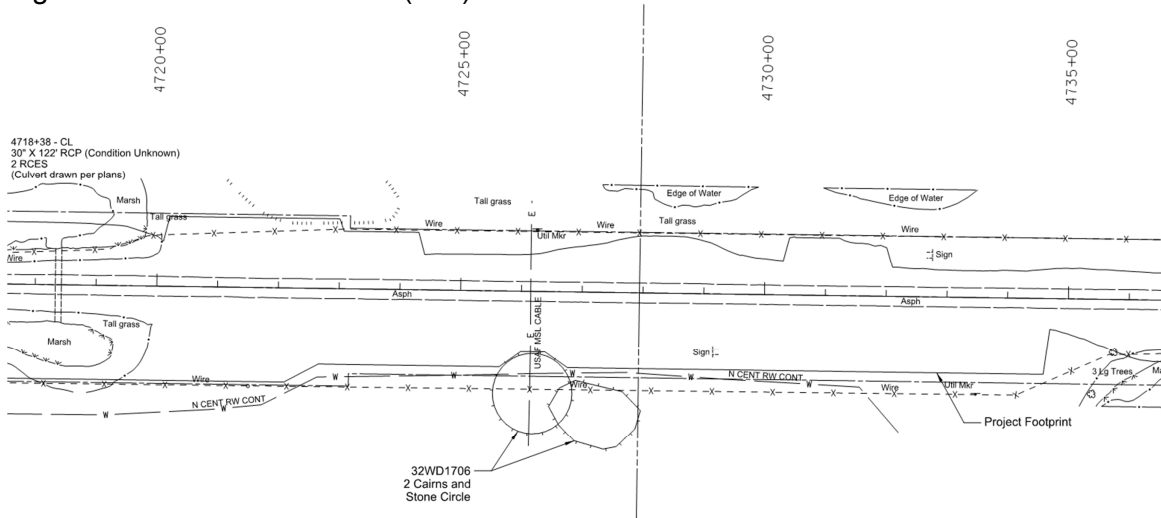 4720+00
4725+00
4730+00
4735+00
4718+38 - CL
30" X 122' RCP (Condition Unknown)
2 RCES
(Culvert drawn per plans)
Marsh
Tall grass
Tall grass
Edge of Water
Edge of Water
Wire
E
Util Mkr
Wire
Tall grass
Wire
Wire
Sign
Asph
Asph
E
USAF MSL CABLE
Tall grass
Marsh
Sign
Wire
W
W
W
N CENT RW CONT
Wire
N CENT RW CONT
W
Wire
Util Mkr
3 Lg Trees
W
W
Project Footprint
32WD1706
2 Cairns and
Stone Circle